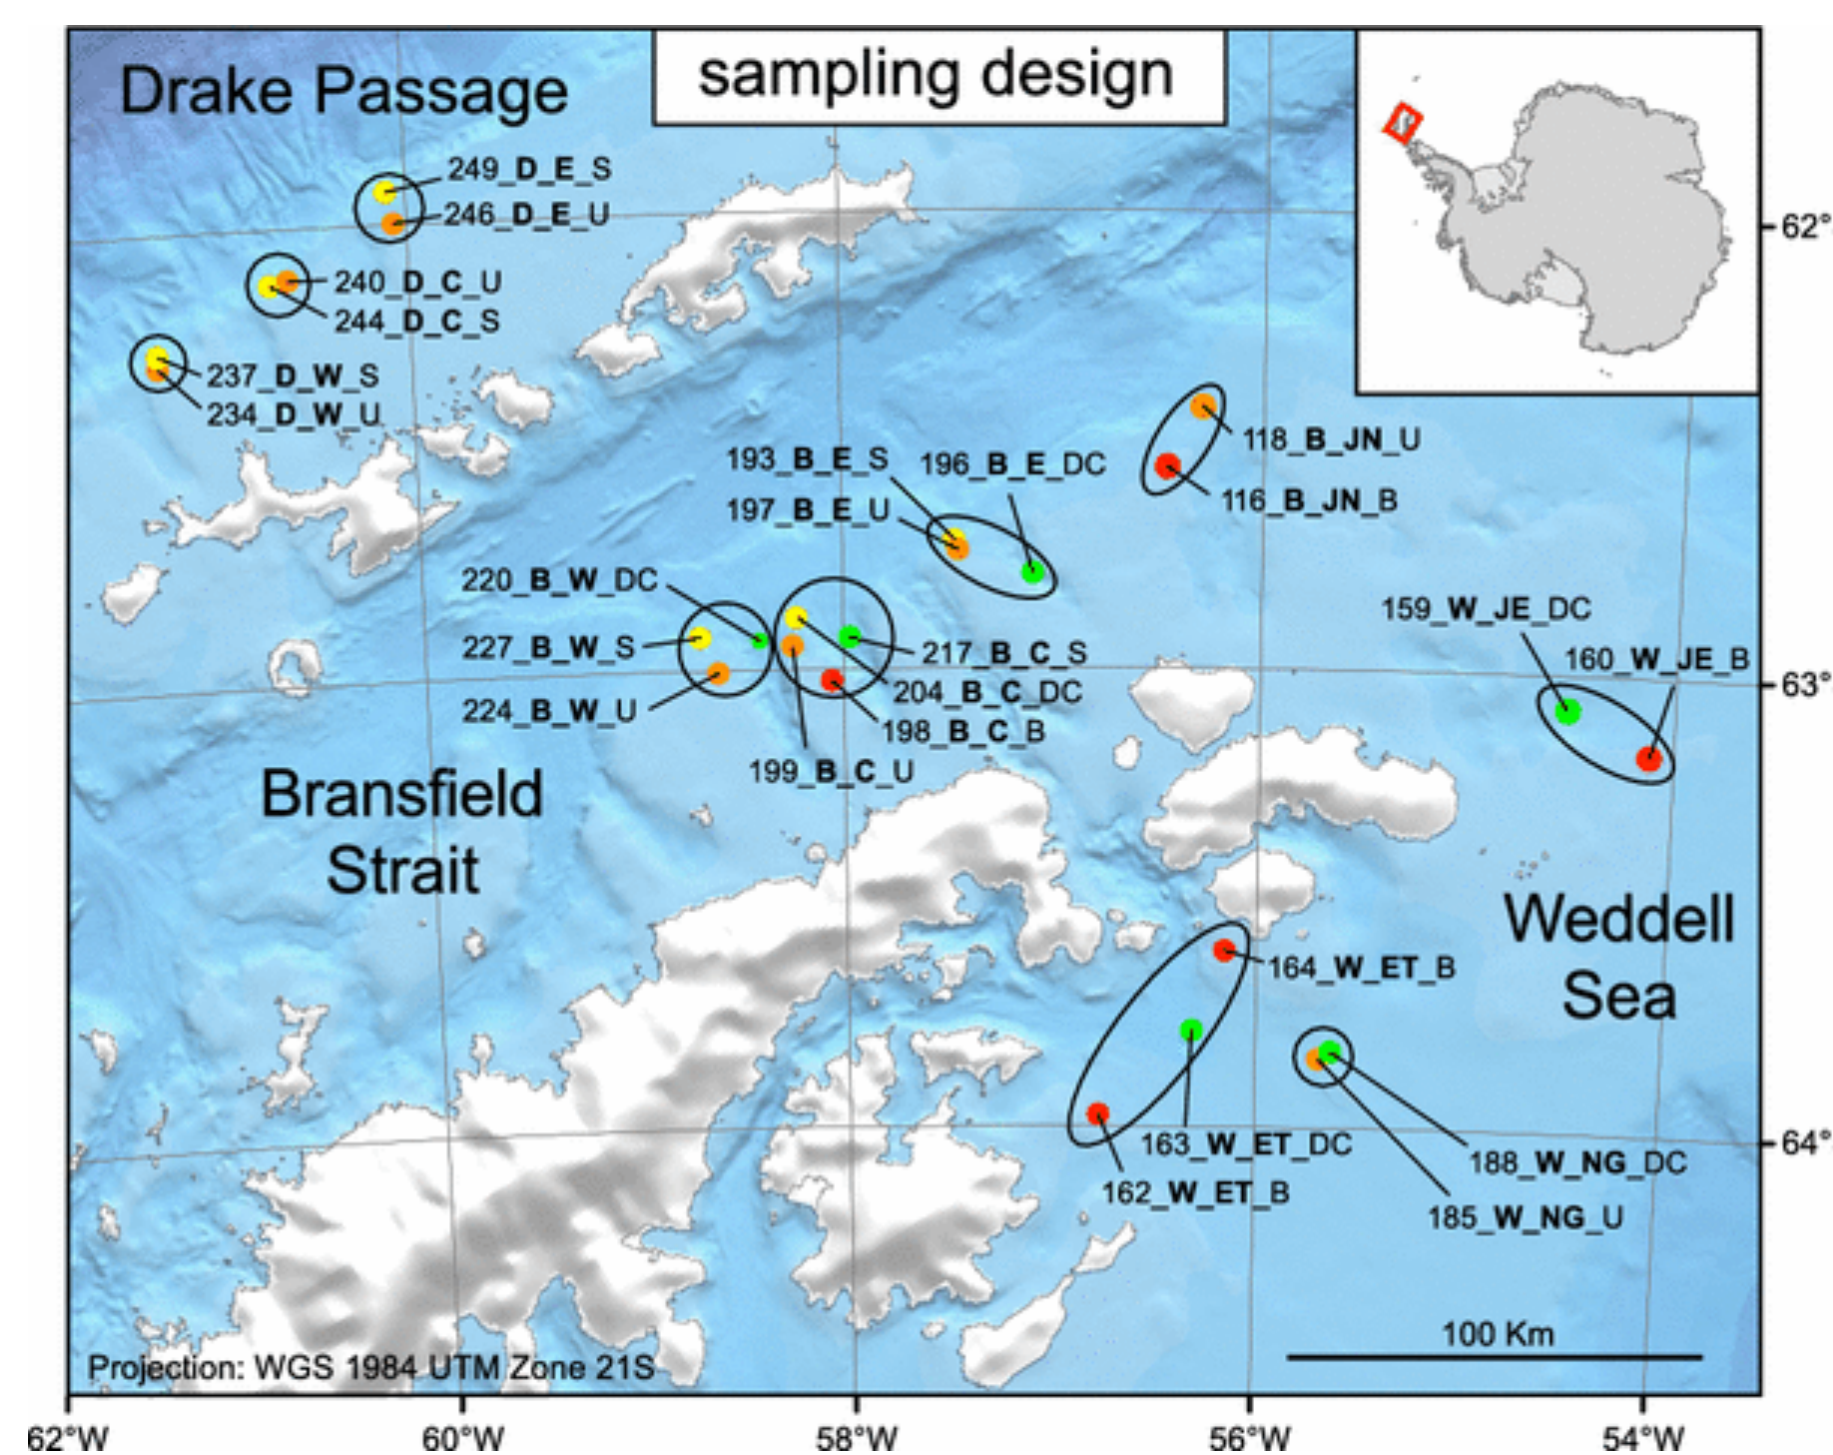 sampling design
Drake Passage
249_D_E_S
246_D_E_U
240_D_C_U
244_D_C_S
237_D_W_S
234_D_W_U
62°
118_B_JN_U
116_B_JN_B
193_B_E_S
196_B_E_DC
197_B_E_U
220_B_W_DC
227_B_W_S
224_B_W_U
217_B_C_S
204_B_C_DC
198_B_C_B
199_B_C_U
159_W_JE_DC
160_W_JE_B
63°
Bransfield
Strait
Weddell
Sea
164_W_ET_B
163_W_ET_DC
162_W_ET_B
64°
188_W_NG_DC
185_W_NG_U
100 Km
Projection: WGS 1984 UTM Zone 21S
62°W
60°W
58°W
56°W
54°W